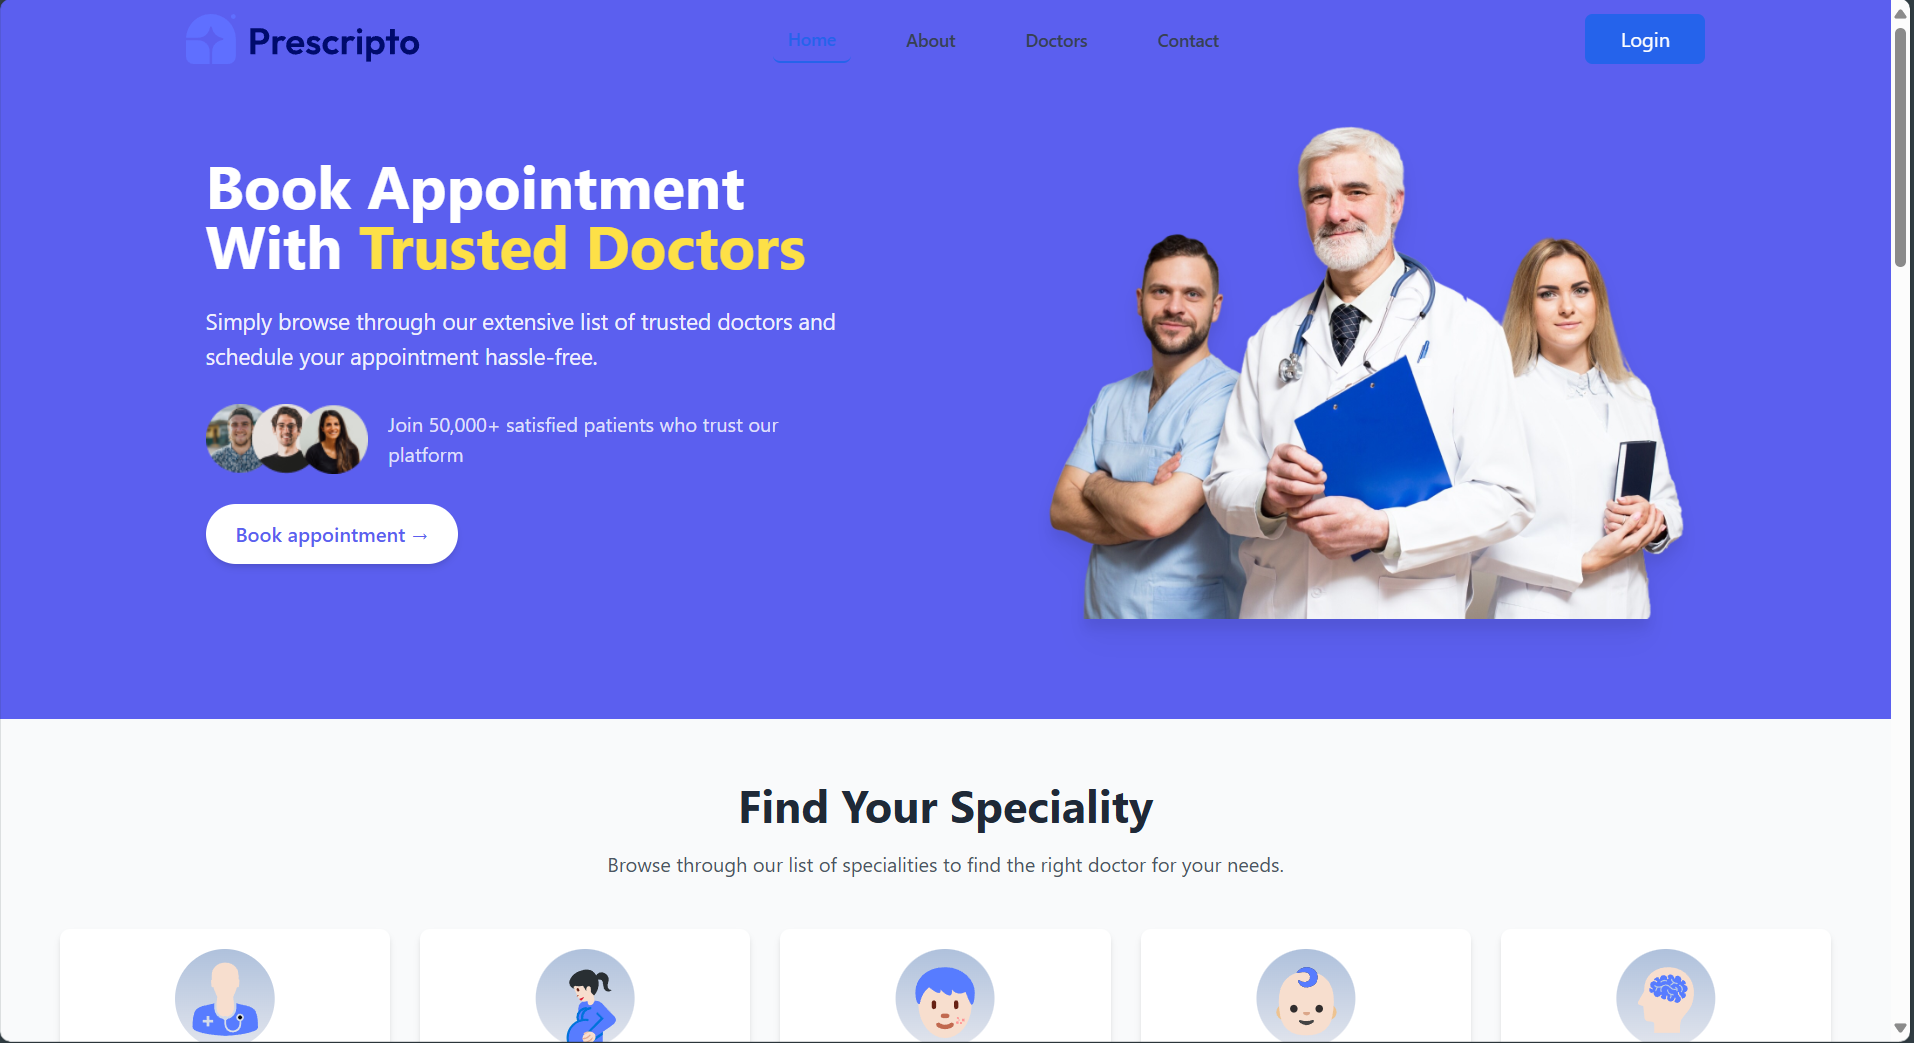 Prescripto
Home
About
Doctors
Contact
Login
Book Appointment
With Trusted Doctors
Simply browse through our extensive list of trusted doctors and
schedule your appointment hassle-free.
Join 50,000+ satisfied patients who trust our
platform
Book appointment →
Find Your Speciality
Browse through our list of specialities to find the right doctor for your needs.